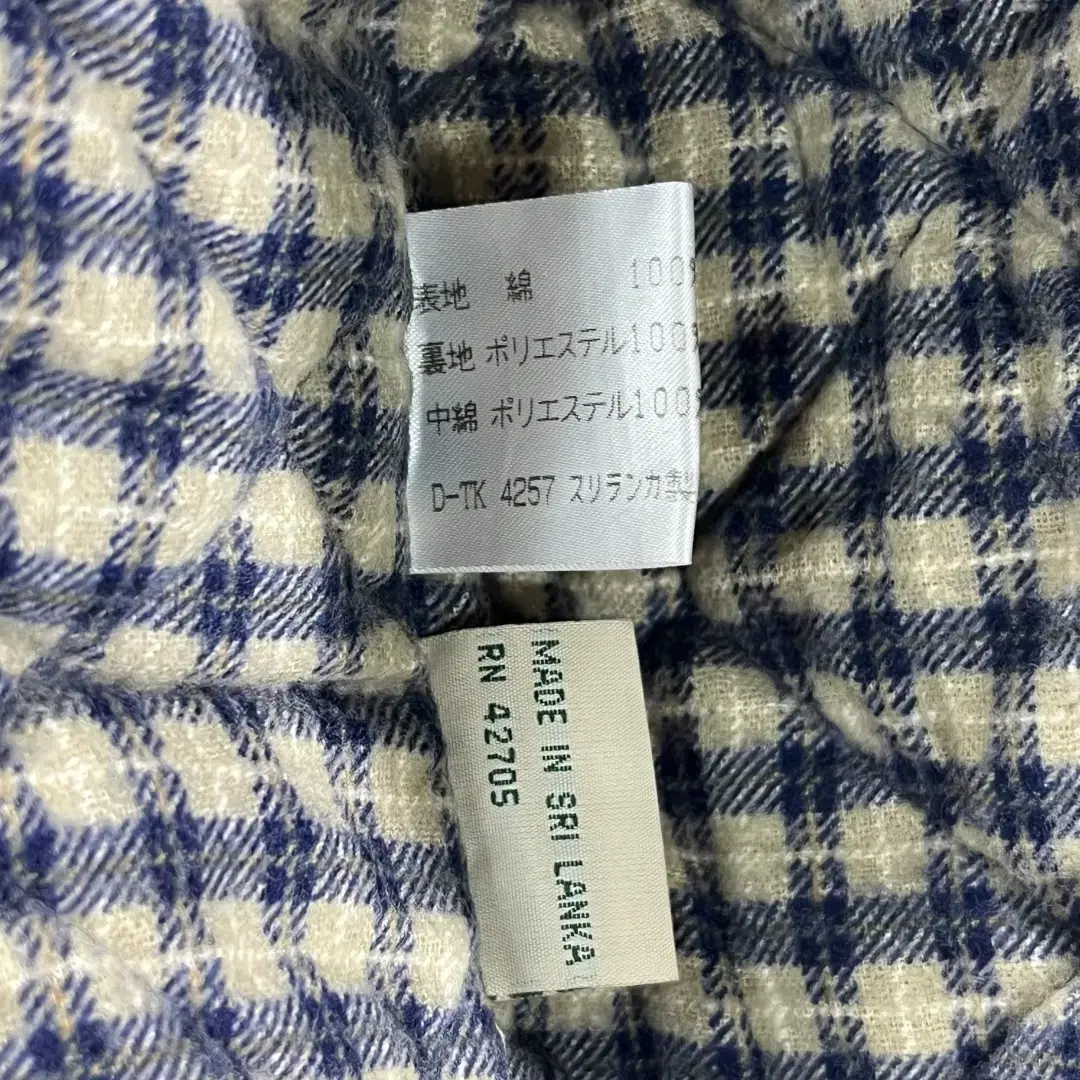 表地 綿 100%
裏地 ポリエステル100%
中綿 ポリエステル100%
D-TK 4257 スリランカ製
MADE IN SRI LANKA
RN 42705